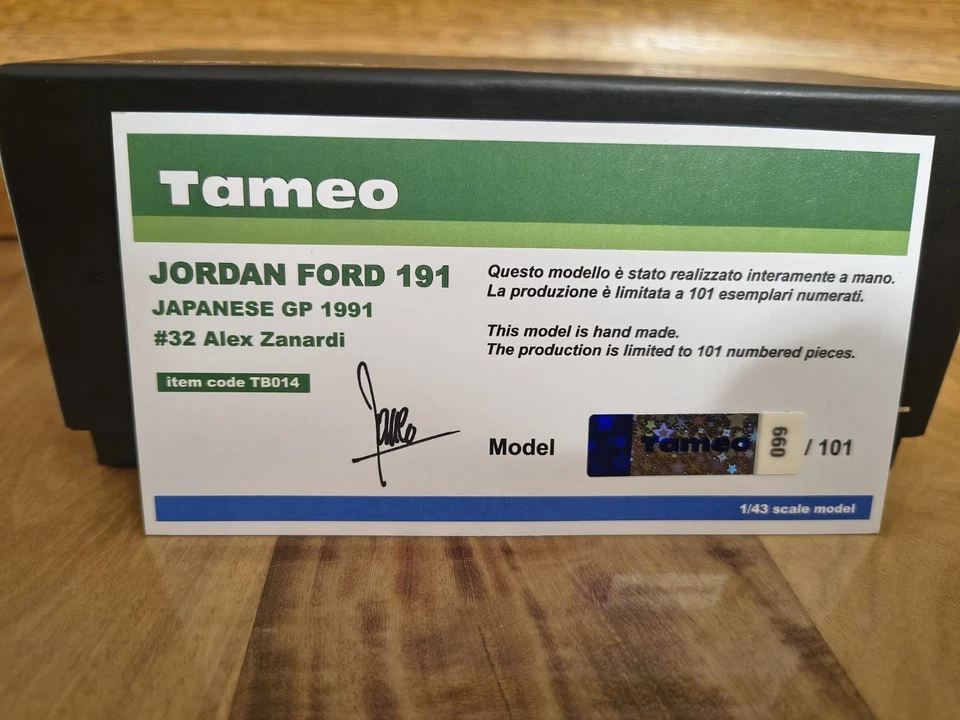 Tameo
JORDAN FORD 191
JAPANESE GP 1991
#32 Alex Zanardi
item code TB014
Questo modello è stato realizzato interamente a mano.
La produzione è limitata a 101 esemplari numerati.
This model is hand made.
The production is limited to 101 numbered pieces.
Tameo
Model Tameo 099 / 101
1/43 scale model